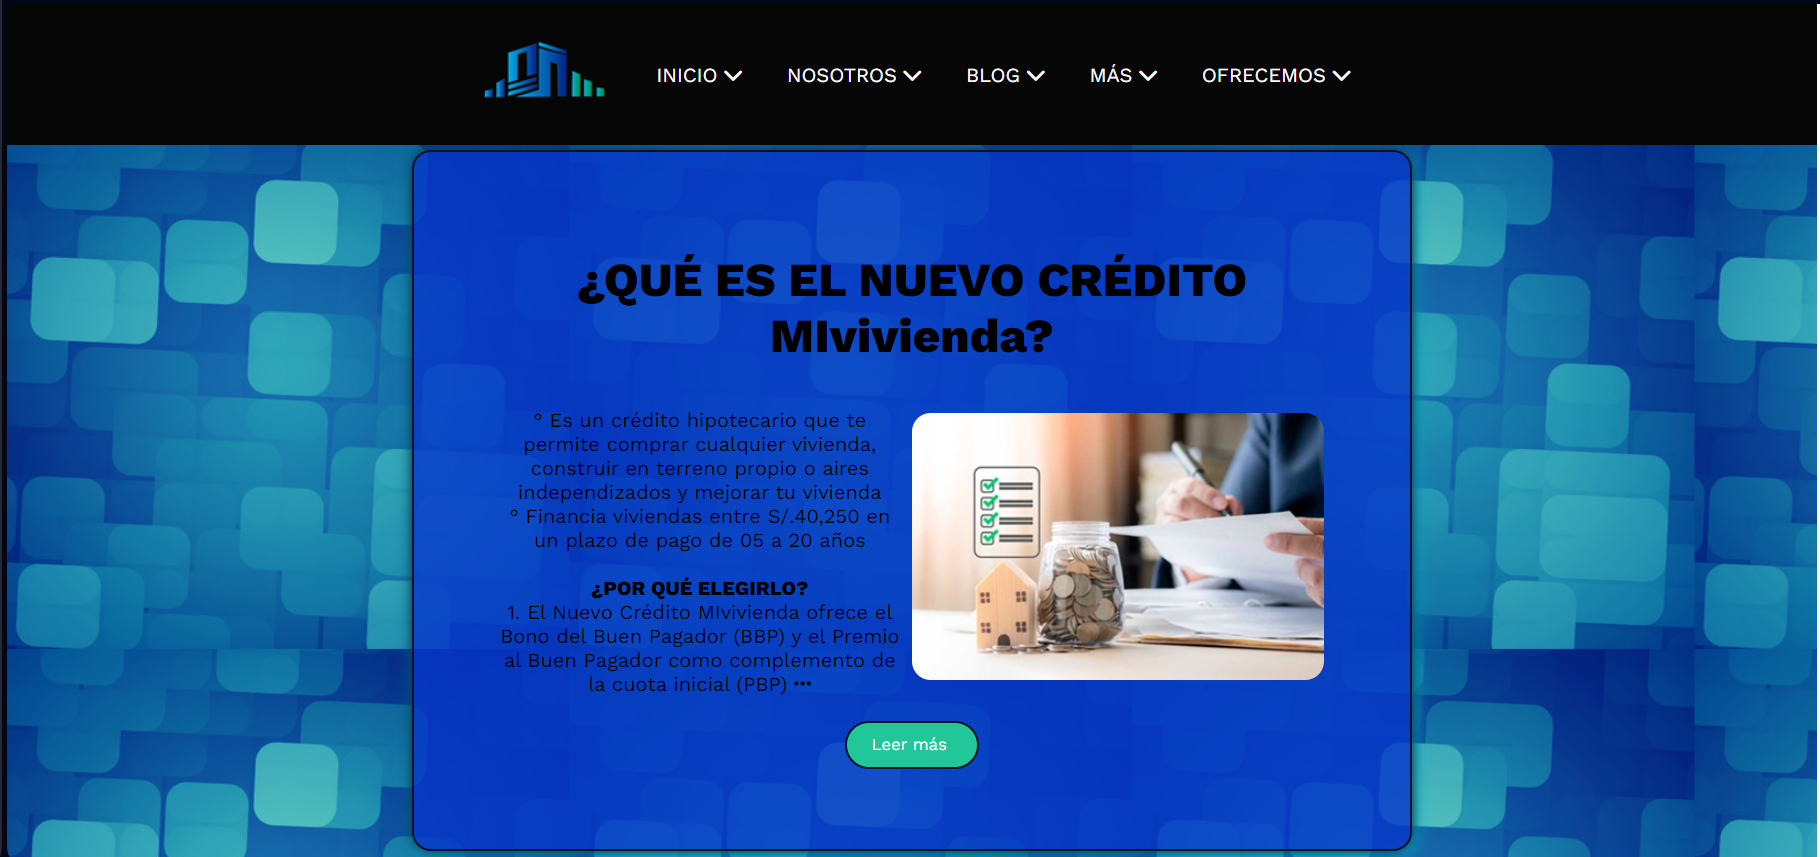 INICIO NOSOTROS BLOG MÁS OFRECEMOS
¿QUÉ ES EL NUEVO CRÉDITO
MIvivienda?
° Es un crédito hipotecario que te
permite comprar cualquier vivienda,
construir en terreno propio o aires
independizados y mejorar tu vivienda
° Financia viviendas entre S/.40,250 en
un plazo de pago de 05 a 20 años
¿POR QUÉ ELEGIRLO?
1. El Nuevo Crédito MIvivienda ofrece el
Bono del Buen Pagador (BBP) y el Premio
al Buen Pagador como complemento de
la cuota inicial (PBP) •••
Leer más